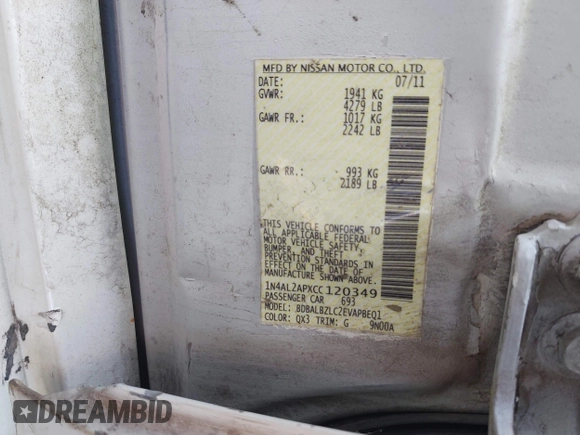 MFD BY NISSAN MOTOR CO., LTD.
DATE: 07/11
GVWR: 1941 KG
4279 LB
GAWR FR.: 1017 KG
2242 LB
GAWR RR.: 993 KG
2189 LB
THIS VEHICLE CONFORMS TO
ALL APPLICABLE FEDERAL
MOTOR VEHICLE SAFETY,
BUMPER, AND THEFT
PREVENTION STANDARDS IN
EFFECT ON THE DATE OF
MANUFACTURE SHOWN ABOVE.
1N4AL2APXCC120349
PASSENGER CAR 693
MODEL: BDBALBZLC2EVAPBEQ1
COLOR: QX3 TRIM: G 9N00A
DREAMBID